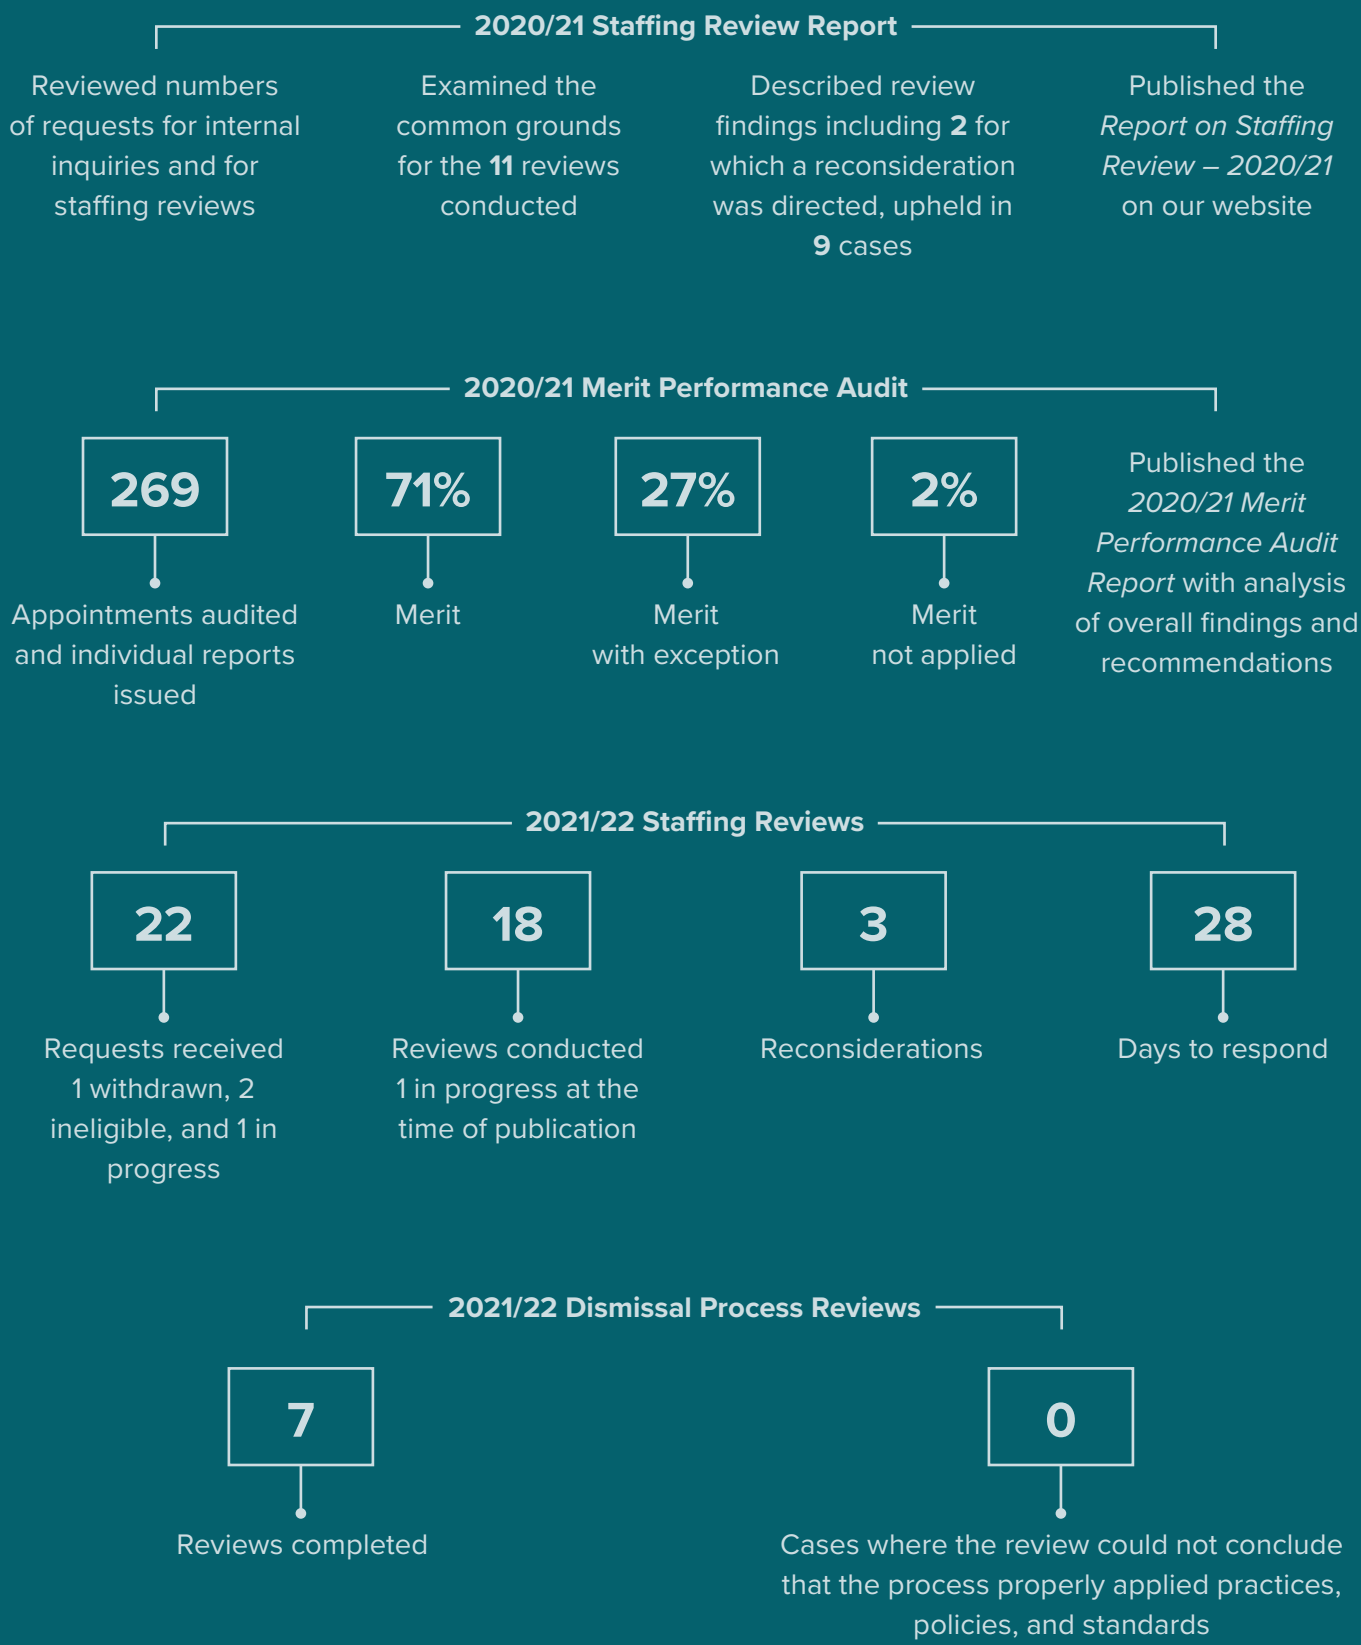 2020/21 Staffing Review Report
Reviewed numbers
of requests for internal
inquiries and for
staffing reviews
Examined the
common grounds
for the 11 reviews
conducted
Described review
findings including 2 for
which a reconsideration
was directed, upheld in
9 cases
Published the
Report on Staffing
Review – 2020/21
on our website
2020/21 Merit Performance Audit
269
Appointments audited
and individual reports
issued
71%
Merit
27%
Merit
with exception
2%
Merit
not applied
Published the
2020/21 Merit
Performance Audit
Report with analysis
of overall findings and
recommendations
2021/22 Staffing Reviews
22
Requests received
1 withdrawn, 2
ineligible, and 1 in
progress
18
Reviews conducted
1 in progress at the
time of publication
3
Reconsiderations
28
Days to respond
2021/22 Dismissal Process Reviews
7
Reviews completed
0
Cases where the review could not conclude
that the process properly applied practices,
policies, and standards